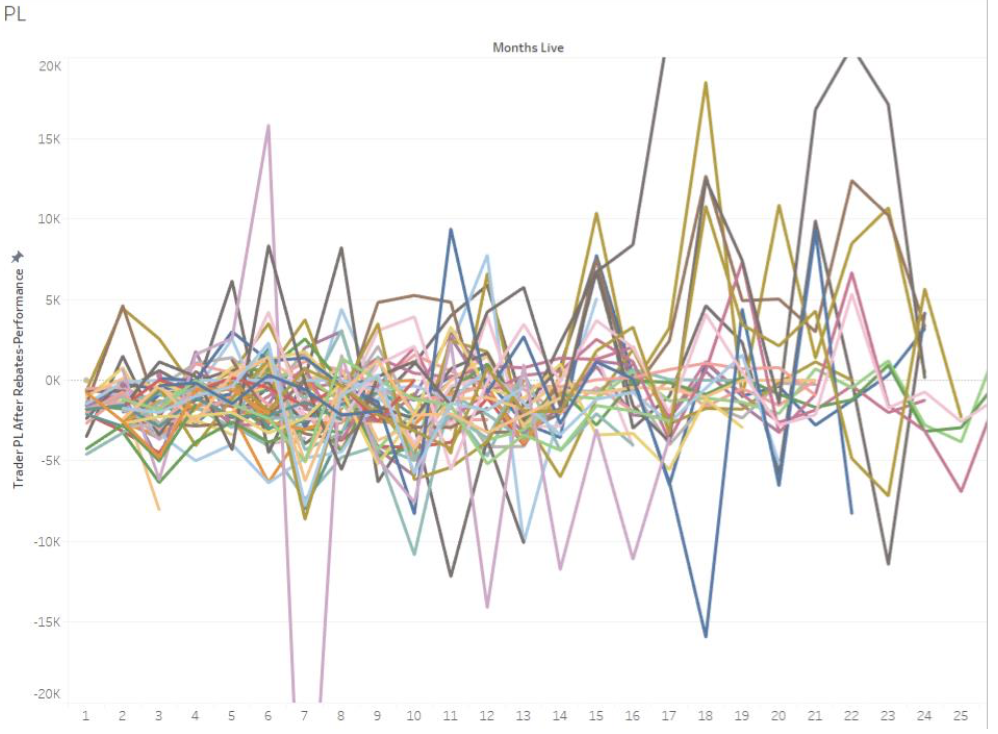 PL
Months Live
20K
15K
10K
5K
0K
-5K
-10K
-15K
-20K
Trader PL After Rebates-Performance
1 2 3 4 5 6 7 8 9 10 11 12 13 14 15 16 17 18 19 20 21 22 23 24 25